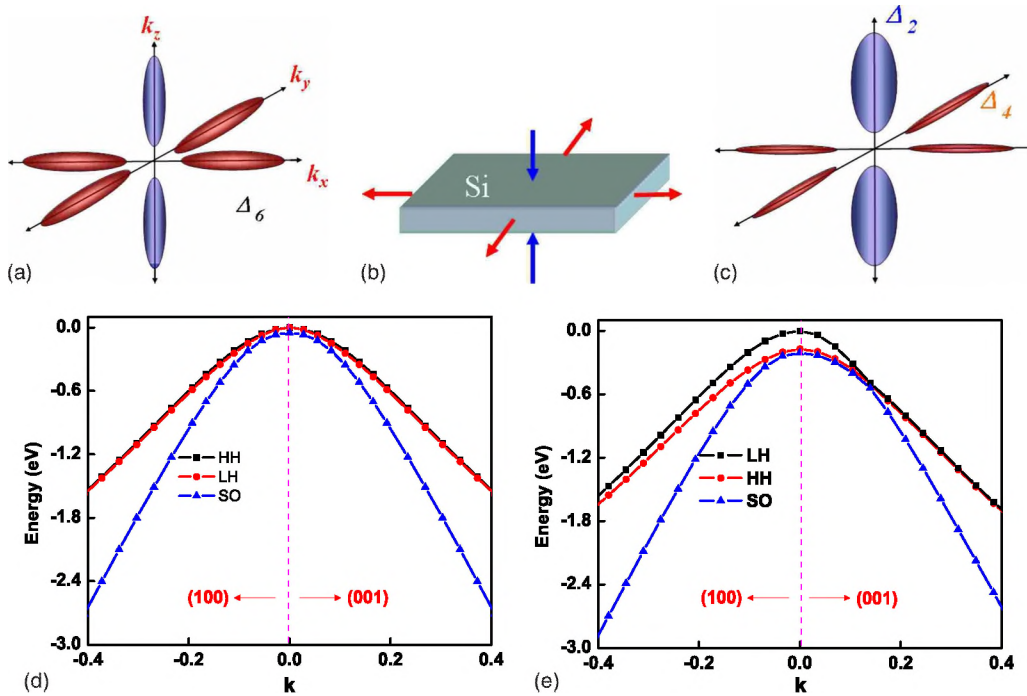 k_z
k_y
k_x
Δ_6
(a)
Si
(b)
Δ_2
Δ_4
(c)
0.0
-0.6
-1.2
-1.8
-2.4
-3.0
Energy (eV)
HH
LH
SO
(100)
(001)
-0.4
-0.2
0.0
0.2
0.4
k
(d)
0.0
-0.6
-1.2
-1.8
-2.4
-3.0
Energy (eV)
LH
HH
SO
(100)
(001)
-0.4
-0.2
0.0
0.2
0.4
k
(e)